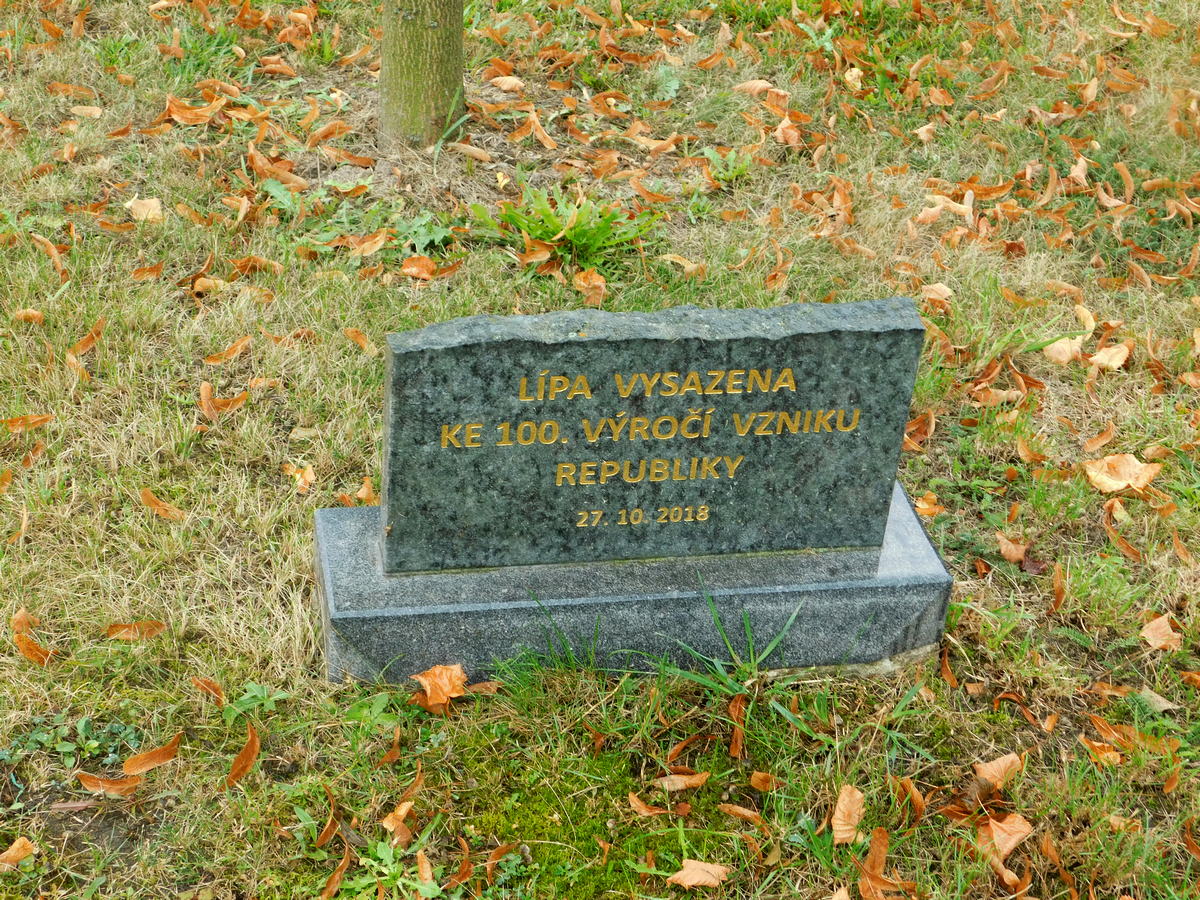 LÍPA VYSAZENA
KE 100. VÝROČÍ VZNIKU
REPUBLIKY
27. 10. 2018